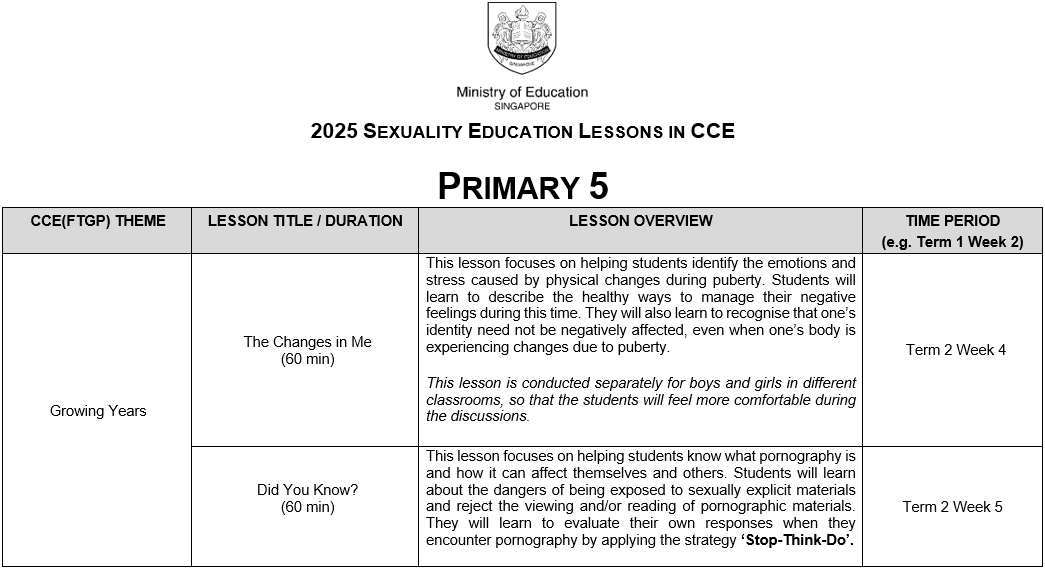 MINISTRY OF EDUCATION
SINGAPORE
Ministry of Education
SINGAPORE
2025 SEXUALITY EDUCATION LESSONS IN CCE
PRIMARY 5
CCE(FTGP) THEME
LESSON TITLE / DURATION
LESSON OVERVIEW
TIME PERIOD
(e.g. Term 1 Week 2)
Growing Years
The Changes in Me
(60 min)
This lesson focuses on helping students identify the emotions and
stress caused by physical changes during puberty. Students will
learn to describe the healthy ways to manage their negative
feelings during this time. They will also learn to recognise that one’s
identity need not be negatively affected, even when one’s body is
experiencing changes due to puberty.
This lesson is conducted separately for boys and girls in different
classrooms, so that the students will feel more comfortable during
the discussions.
Term 2 Week 4
Did You Know?
(60 min)
This lesson focuses on helping students know what pornography is
and how it can affect themselves and others. Students will learn
about the dangers of being exposed to sexually explicit materials
and reject the viewing and/or reading of pornographic materials.
They will learn to evaluate their own responses when they
encounter pornography by applying the strategy ‘Stop-Think-Do’.
Term 2 Week 5